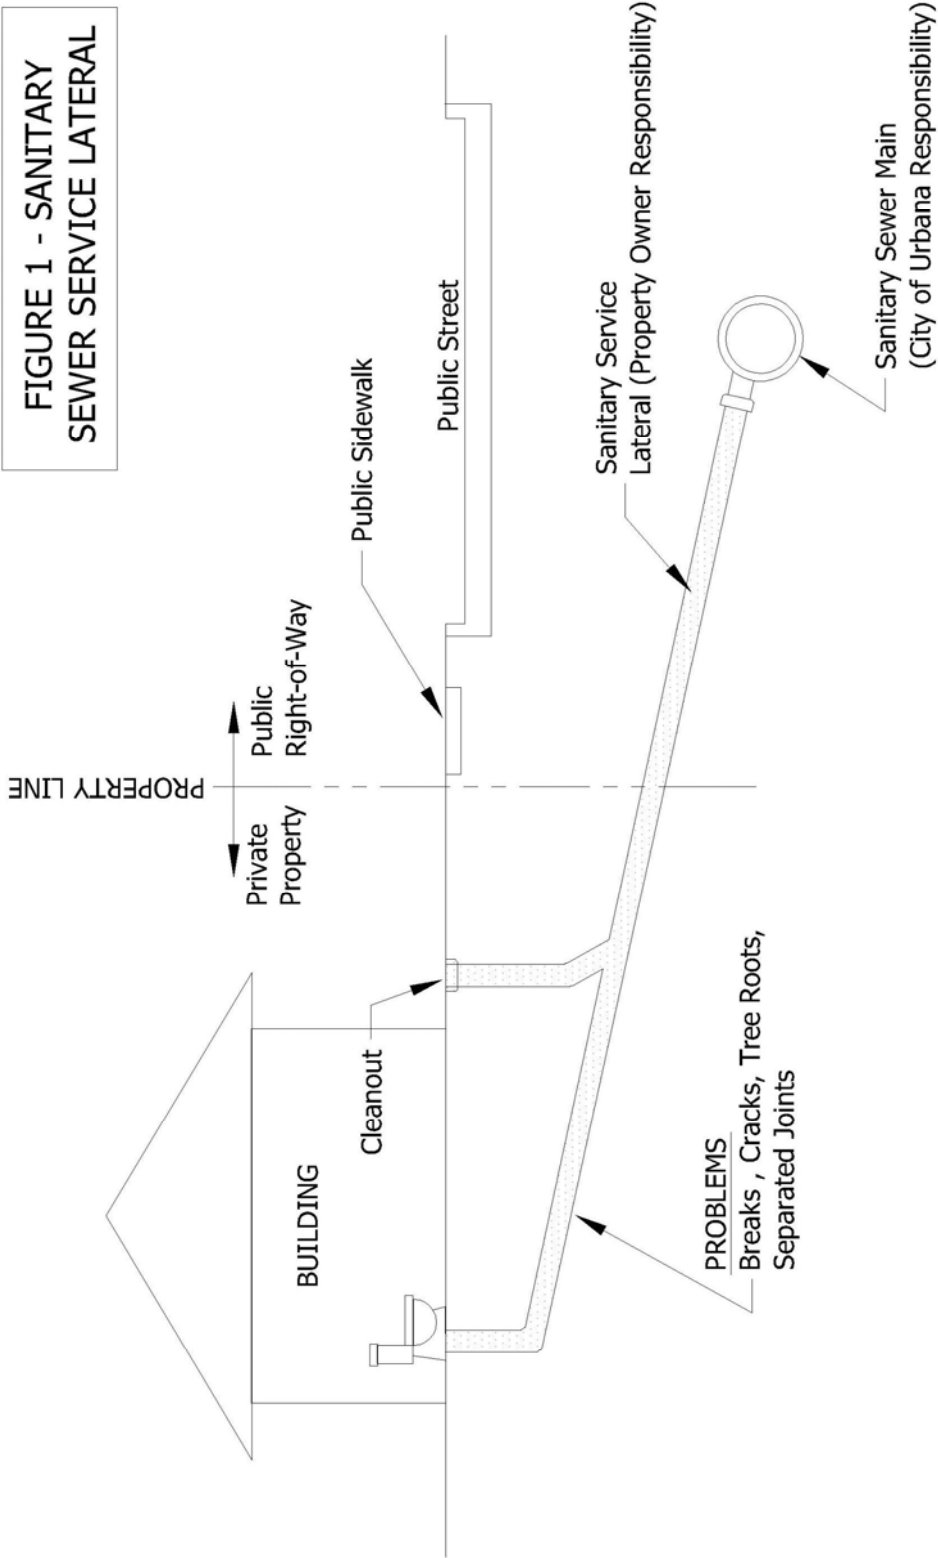 FIGURE 1 - SANITARY
SEWER SERVICE LATERAL
PROPERTY LINE
Private
Property
Public
Right-of-Way
Public Sidewalk
Public Street
BUILDING
Cleanout
Sanitary Service
Lateral (Property Owner Responsibility)
PROBLEMS
Breaks , Cracks, Tree Roots,
Separated Joints
Sanitary Sewer Main
(City of Urbana Responsibility)